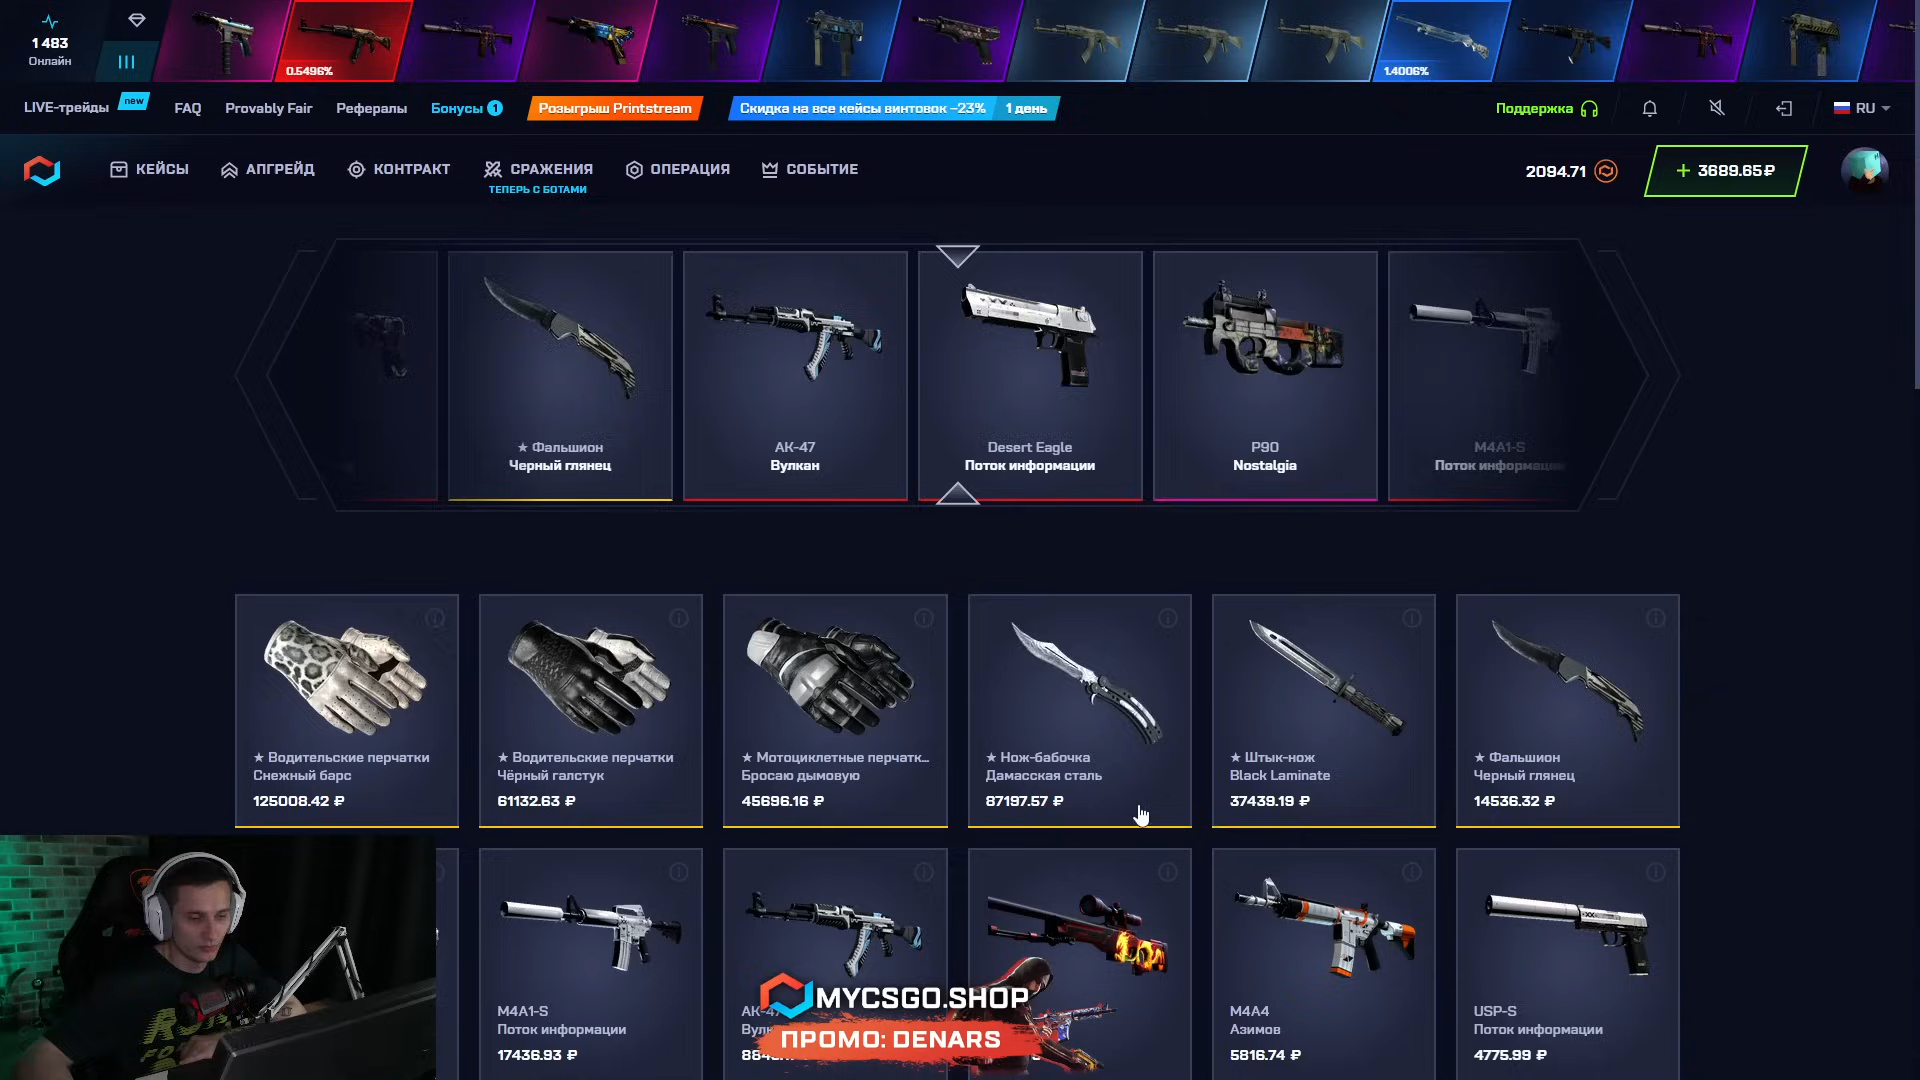 1 483
Онлайн
0.5496%
1.4006%
LIVE-трейды new
FAQ
Provably Fair
Рефералы
Бонусы 1
Розыгрыш Printstream
Скидка на все кейсы винтовок –23% 1 день
Поддержка
RU
КЕЙСЫ
АПГРЕЙД
КОНТРАКТ
СРАЖЕНИЯ
ТЕПЕРЬ С БОТАМИ
ОПЕРАЦИЯ
СОБЫТИЕ
2094.71
+ 3689.65 ₽
★ Фальшион
Черный глянец
AK-47
Вулкан
Desert Eagle
Поток информации
P90
Nostalgia
M4A1-S
Поток информации
★ Водительские перчатки
Снежный барс
125008.42 ₽
★ Водительские перчатки
Чёрный галстук
61132.63 ₽
★ Мотоциклетные перчатк...
Бросаю дымовую
45696.16 ₽
★ Нож-бабочка
Дамасская сталь
87197.57 ₽
★ Штык-нож
Black Laminate
37439.19 ₽
★ Фальшион
Черный глянец
14536.32 ₽
M4A1-S
Поток информации
17436.93 ₽
AK-47
M4A4
Азимов
5816.74 ₽
USP-S
Поток информации
4775.99 ₽
MYCSGO.SHOP
ПРОМО: DENARS